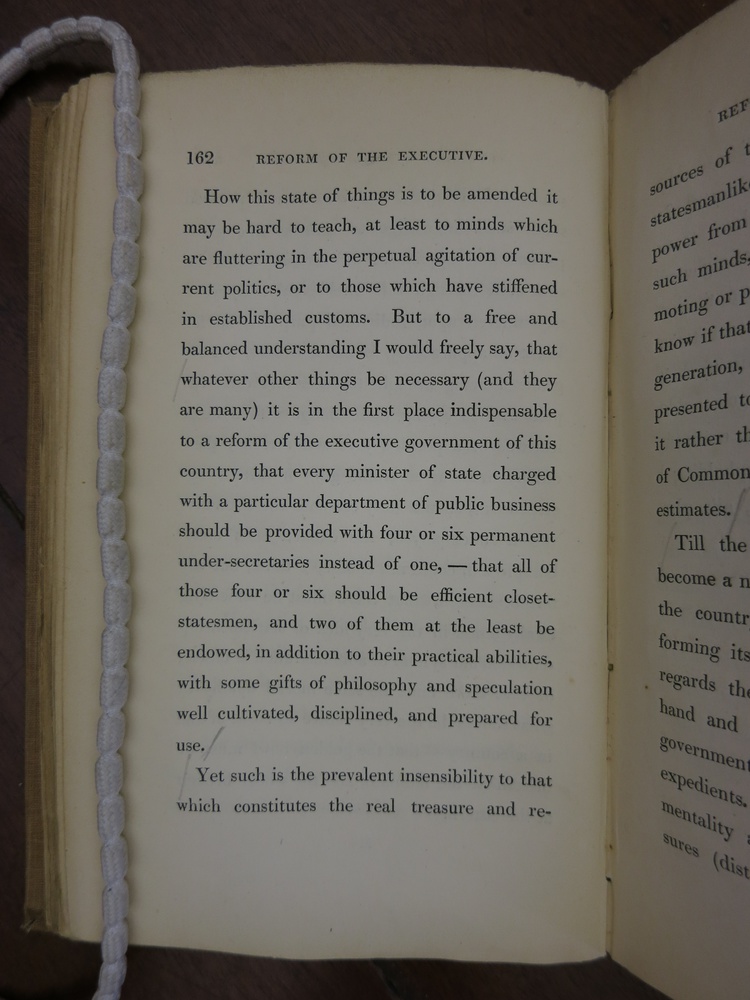 162 REFORM OF THE EXECUTIVE.
How this state of things is to be amended it
may be hard to teach, at least to minds which
are fluttering in the perpetual agitation of cur-
rent politics, or to those which have stiffened
in established customs. But to a free and
balanced understanding I would freely say, that
whatever other things be necessary (and they
are many) it is in the first place indispensable
to a reform of the executive government of this
country, that every minister of state charged
with a particular department of public business
should be provided with four or six permanent
under-secretaries instead of one, — that all of
those four or six should be efficient closet-
statesmen, and two of them at the least be
endowed, in addition to their practical abilities,
with some gifts of philosophy and speculation
well cultivated, disciplined, and prepared for
use.
Yet such is the prevalent insensibility to that
which constitutes the real treasure and re-
REF
sources of t
statesmanlik
power from
such minds,
moting or p
know if that
generation,
presented to
it rather th
of Common
estimates.
Till the
become a n
the countr
forming its
regards the
hand and
government
expedients.
mentality a
sures (dist